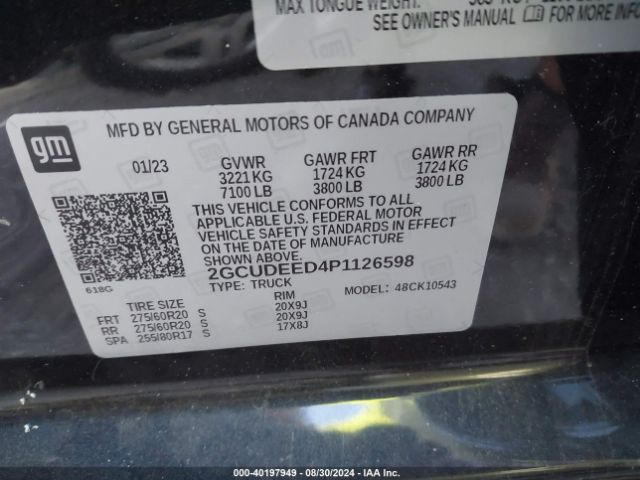 MAX TONGUE WEIGHT:
SEE OWNER'S MANUAL FOR MORE INFO
gm
MFD BY GENERAL MOTORS OF CANADA COMPANY
01/23 GVWR GAWR FRT GAWR RR
3221 KG 1724 KG 1724 KG
7100 LB 3800 LB 3800 LB
THIS VEHICLE CONFORMS TO ALL
APPLICABLE U.S. FEDERAL MOTOR
VEHICLE SAFETY STANDARDS IN EFFECT
ON THE DATE OF MANUFACTURE
SHOWN ABOVE.
2GCUDEED4P1126598
618G TYPE: TRUCK MODEL: 48CK10543
TIRE SIZE RIM
FRT 275/60R20 S 20X9J
RR 275/60R20 S 20X9J
SPA 255/80R17 S 17X8J
000-40197949 • 08/30/2024 • IAA Inc.